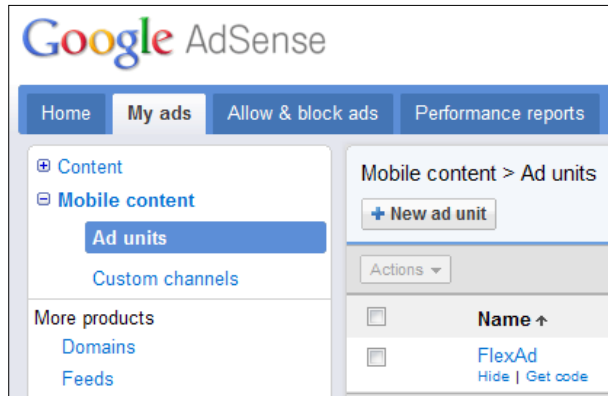 Google AdSense
Home My ads Allow & block ads Performance reports
Content
Mobile content
Ad units
Custom channels
More products
Domains
Feeds
Mobile content > Ad units
+ New ad unit
Actions
Name
FlexAd
Hide | Get code